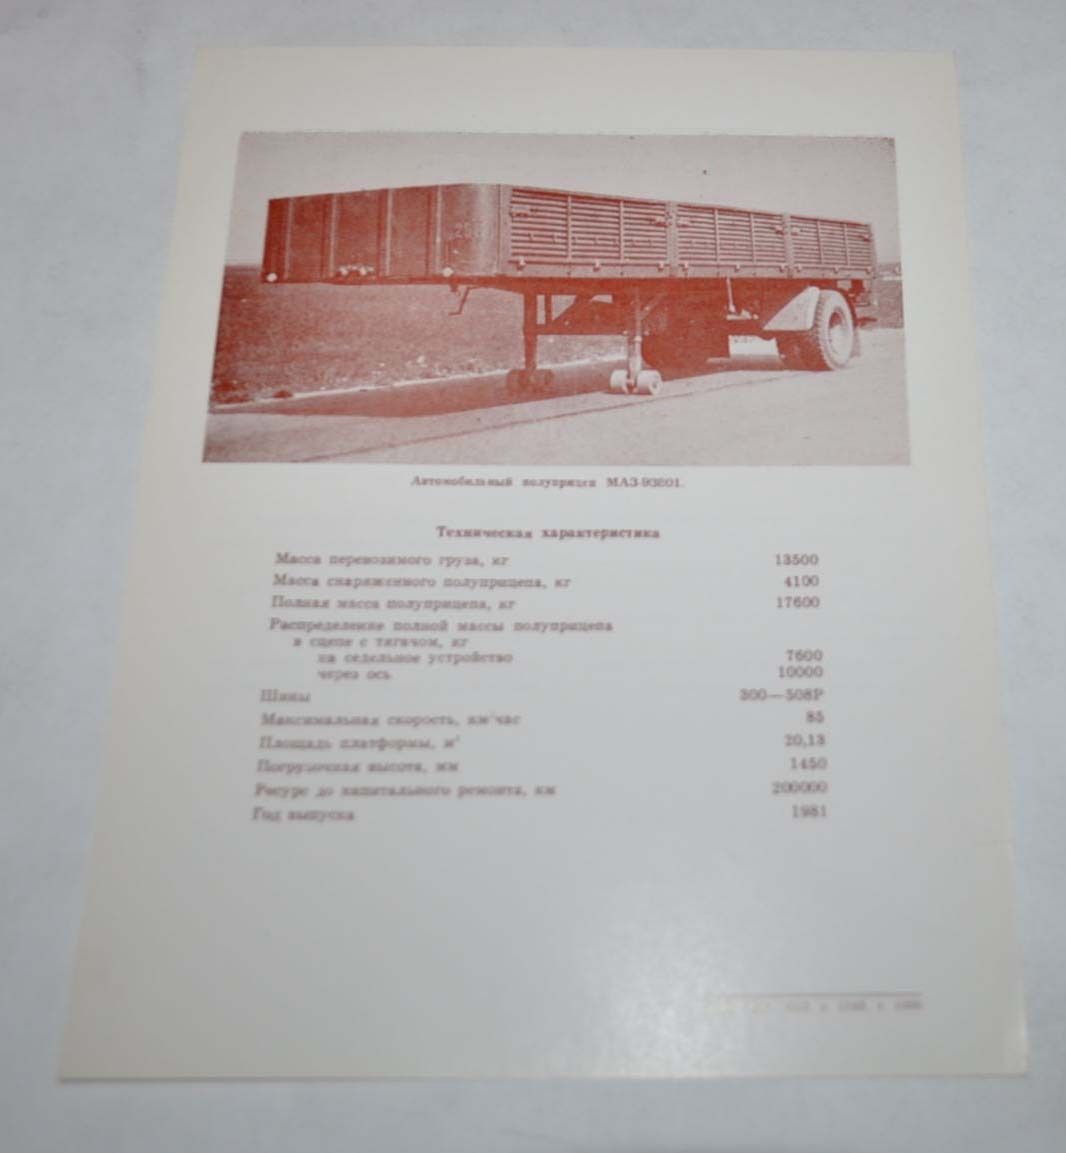 Автомобильный полуприцеп МАЗ-93801.
Техническая характеристика
Масса перевозимого груза, кг 13500
Масса снаряженного полуприцепа, кг 4100
Полная масса полуприцепа, кг 17600
Распределение полной массы полуприцепа
в сцепе с тягачом, кг
на седельное устройство 7600
через ось 10000
Шины 300—508Р
Максимальная скорость, км/час 85
Площадь платформы, м²
Погрузочная высота, мм 1450
Ресурс до капитального ремонта, км 200000
Год выпуска 1981